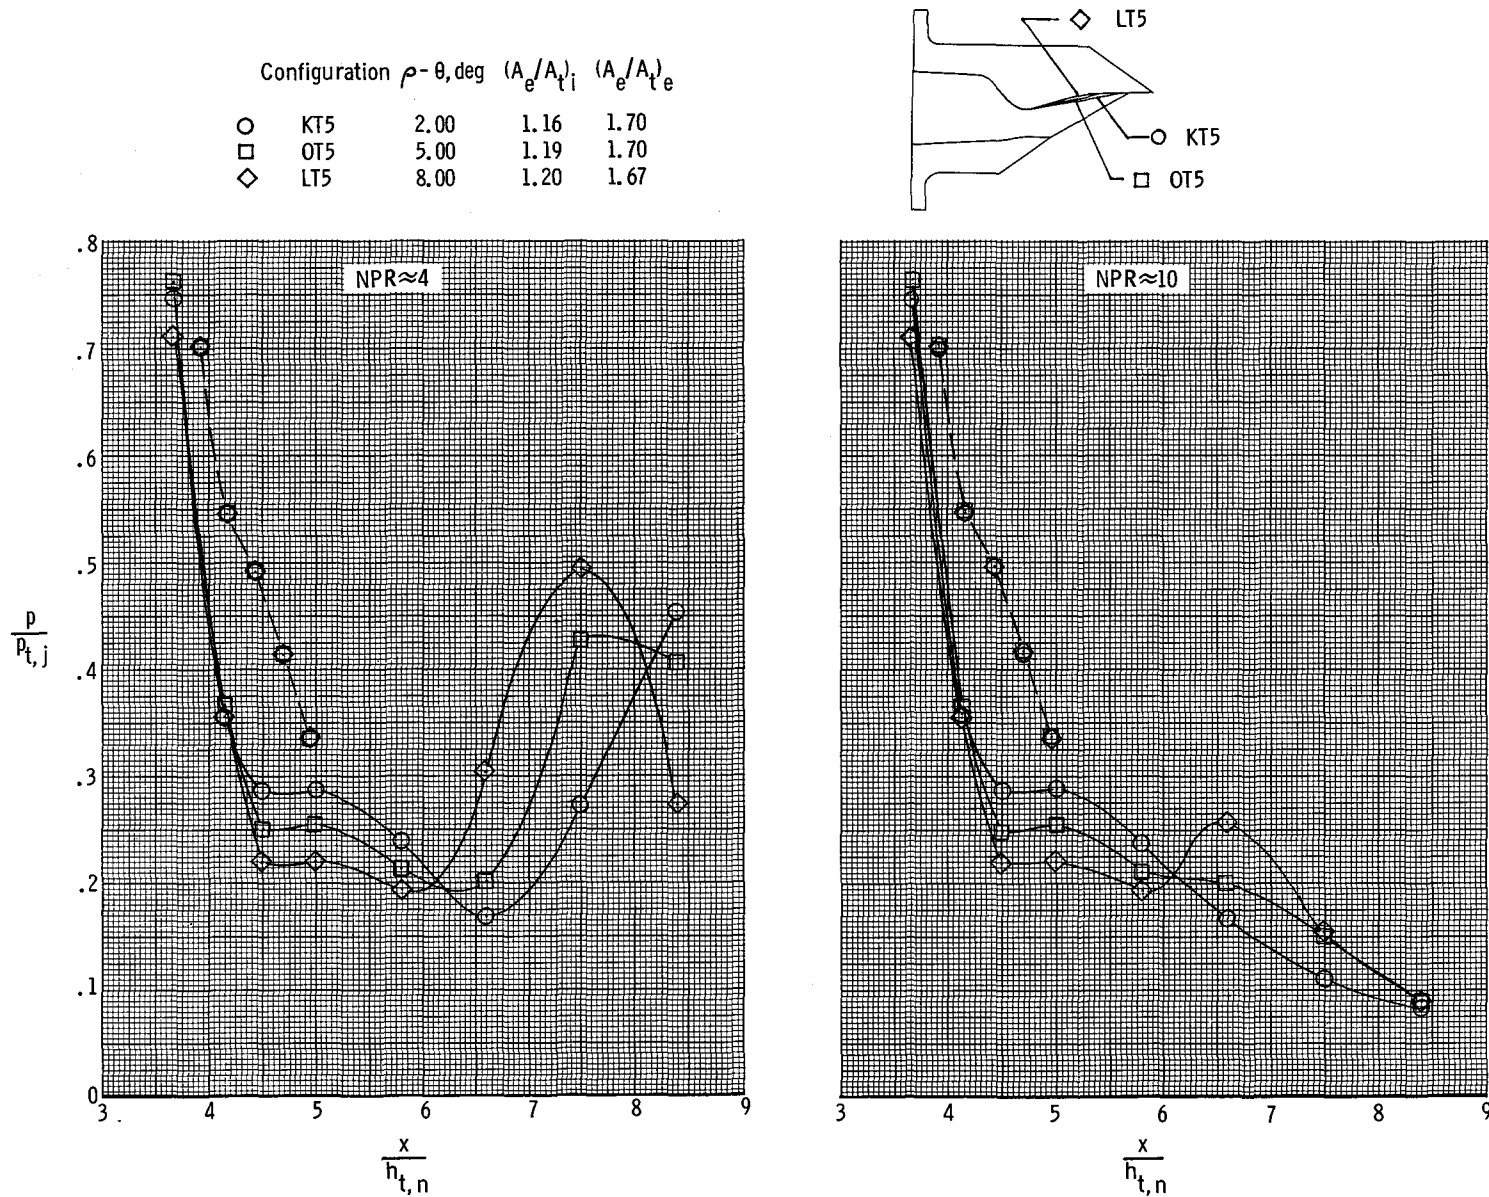 Configuration ρ - θ, deg (Ae/At)i (Ae/At)e
KT5 2.00 1.16 1.70
OT5 5.00 1.19 1.70
LT5 8.00 1.20 1.67
LT5
KT5
OT5
NPR≈4
.8
.7
.6
.5
.4
.3
.2
.1
0
p
pt, j
3 4 5 6 7 8 9
x
ht, n
NPR≈10
3 4 5 6 7 8 9
x
ht, n